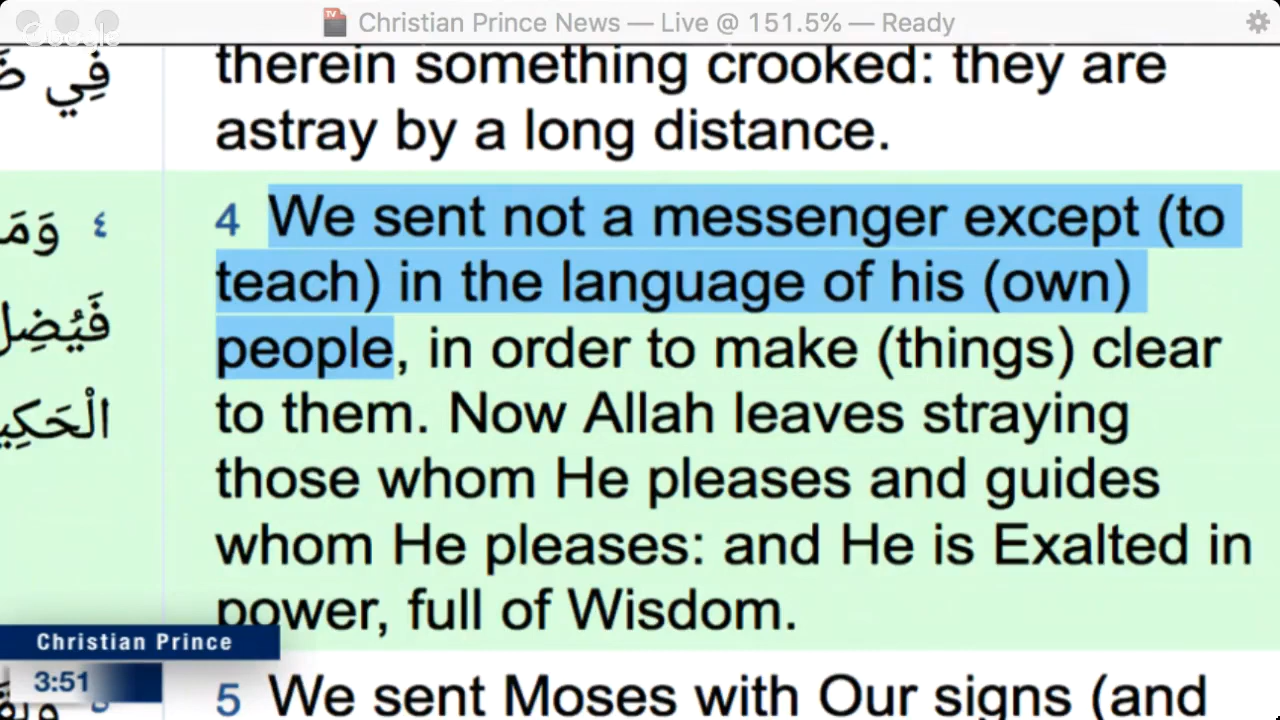 Google
Christian Prince News — Live @ 151.5% — Ready
therein something crooked: they are
astray by a long distance.
فِي
4 We sent not a messenger except (to
teach) in the language of his (own)
people, in order to make (things) clear
to them. Now Allah leaves straying
those whom He pleases and guides
whom He pleases: and He is Exalted in
power, full of Wisdom.
٤
5 We sent Moses with Our signs (and
Christian Prince
3:51